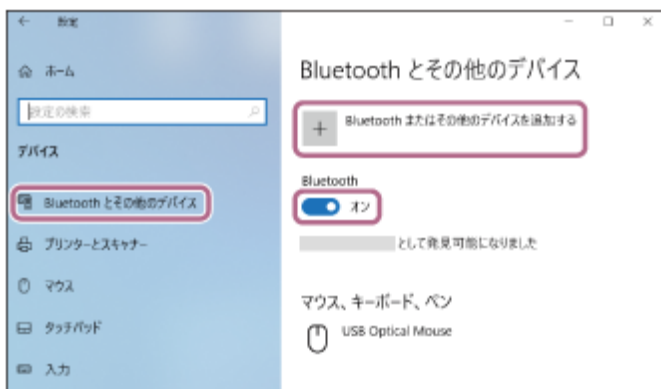 設定
ホーム
設定の検索
デバイス
Bluetooth とその他のデバイス
プリンターとスキャナー
マウス
タッチパッド
入力
Bluetooth とその他のデバイス
Bluetooth またはその他のデバイスを追加する
Bluetooth
オン
として発見可能になりました
マウス、キーボード、ペン
USB Optical Mouse